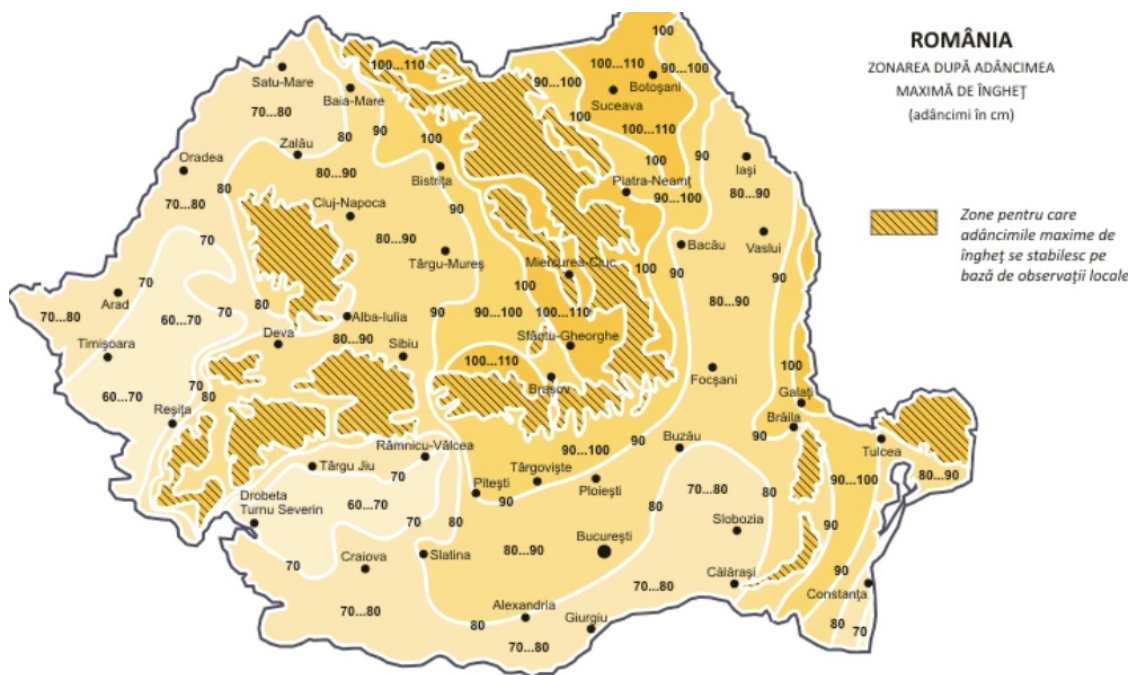 ROMÂNIA
ZONAREA DUPĂ ADÂNCIMEA
MAXIMĂ DE ÎNGHEȚ
(adâncimi în cm)
Zone pentru care
adâncimile maxime de
îngheț se stabilesc pe
bază de observații locale
100
100...110
90...100
100...110
90...100
Satu-Mare
Botoșani
Baia-Mare
Suceava
70...80
90
100
100
100...110
80
Zalău
100
90
Iași
Oradea
80...90
Bistrița
Piatra-Neamț
80
80...90
70...80
Cluj-Napoca
90
90...100
70
80...90
Bacău
Vaslui
Târgu-Mureș
Miercurea-Ciuc
100
90
90
70
100
Arad
70
80
90
90...100
100...110
80...90
70...80
60...70
Alba-Iulia
Timișoara
Deva
80...90
Sfântu-Gheorghe
Sibiu
100...110
100
70
Focșani
60...70
80
Brașov
Galați
Reșița
Brăila
90
Râmnicu-Vâlcea
Buzău
90
Tulcea
90...100
Târgu Jiu
70
Târgoviște
80...90
Pitești
Ploiești
70...80
80
90...100
Drobeta
Turnu Severin
60...70
90
80
70
80
Slobozia
90
București
Slatina
80...90
70
Craiova
Călărași
90
70...80
Constanța
70...80
Alexandria
80
Giurgiu
80
70
70...80